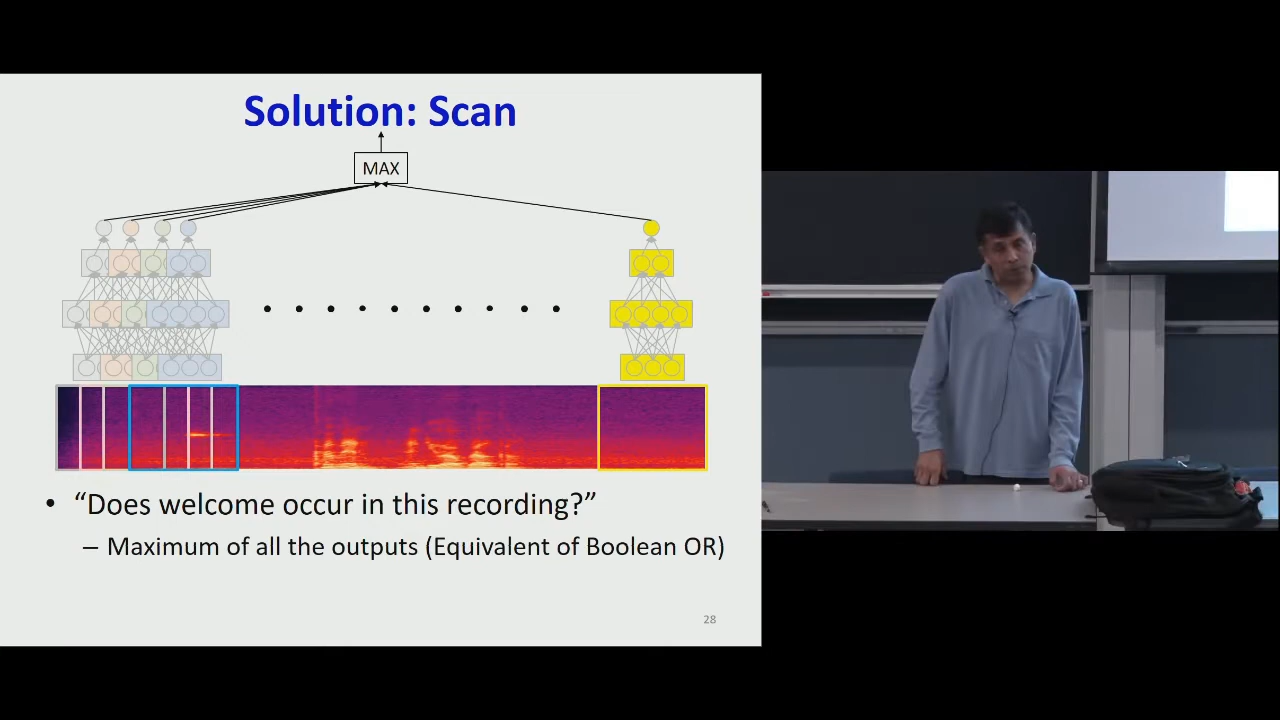 Solution: Scan
MAX
• “Does welcome occur in this recording?”
– Maximum of all the outputs (Equivalent of Boolean OR)
28